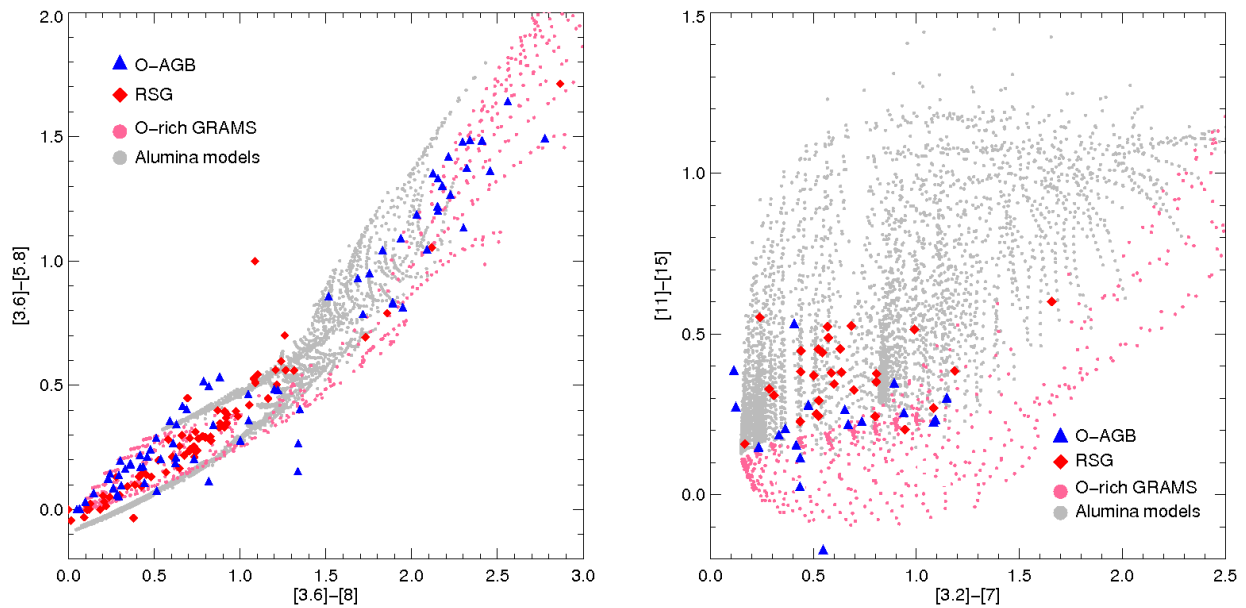 2.0
1.5
1.0
0.5
0.0
0.0 0.5 1.0 1.5 2.0 2.5 3.0
[3.6]−[5.8]
[3.6]−[8]
O−AGB
RSG
O−rich GRAMS
Alumina models
1.5
1.0
0.5
0.0
0.0 0.5 1.0 1.5 2.0 2.5
[11]−[15]
[3.2]−[7]
O−AGB
RSG
O−rich GRAMS
Alumina models